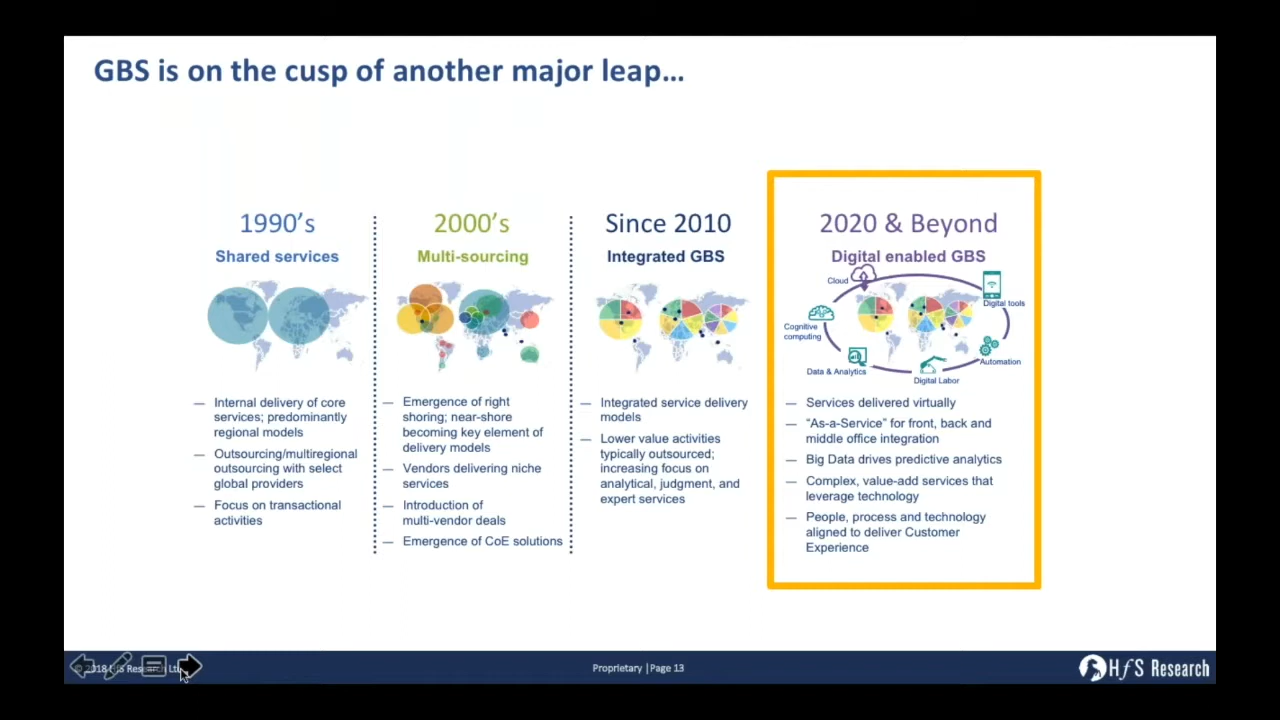 GBS is on the cusp of another major leap…
1990's
Shared services
— Internal delivery of core
services; predominantly
regional models
— Outsourcing/multiregional
outsourcing with select
global providers
— Focus on transactional
activities
2000's
Multi-sourcing
— Emergence of right
shoring; near-shore
becoming key element of
delivery models
— Vendors delivering niche
services
— Introduction of
multi-vendor deals
— Emergence of CoE solutions
Since 2010
Integrated GBS
— Integrated service delivery
models
— Lower value activities
typically outsourced;
increasing focus on
analytical, judgment, and
expert services
2020 & Beyond
Digital enabled GBS
Cloud
Digital tools
Cognitive
computing
Automation
Data & Analytics
Digital Labor
— Services delivered virtually
— “As-a-Service” for front, back and
middle office integration
— Big Data drives predictive analytics
— Complex, value-add services that
leverage technology
— People, process and technology
aligned to deliver Customer
Experience
© 2018 HfS Research
Proprietary | Page 13
HfS Research